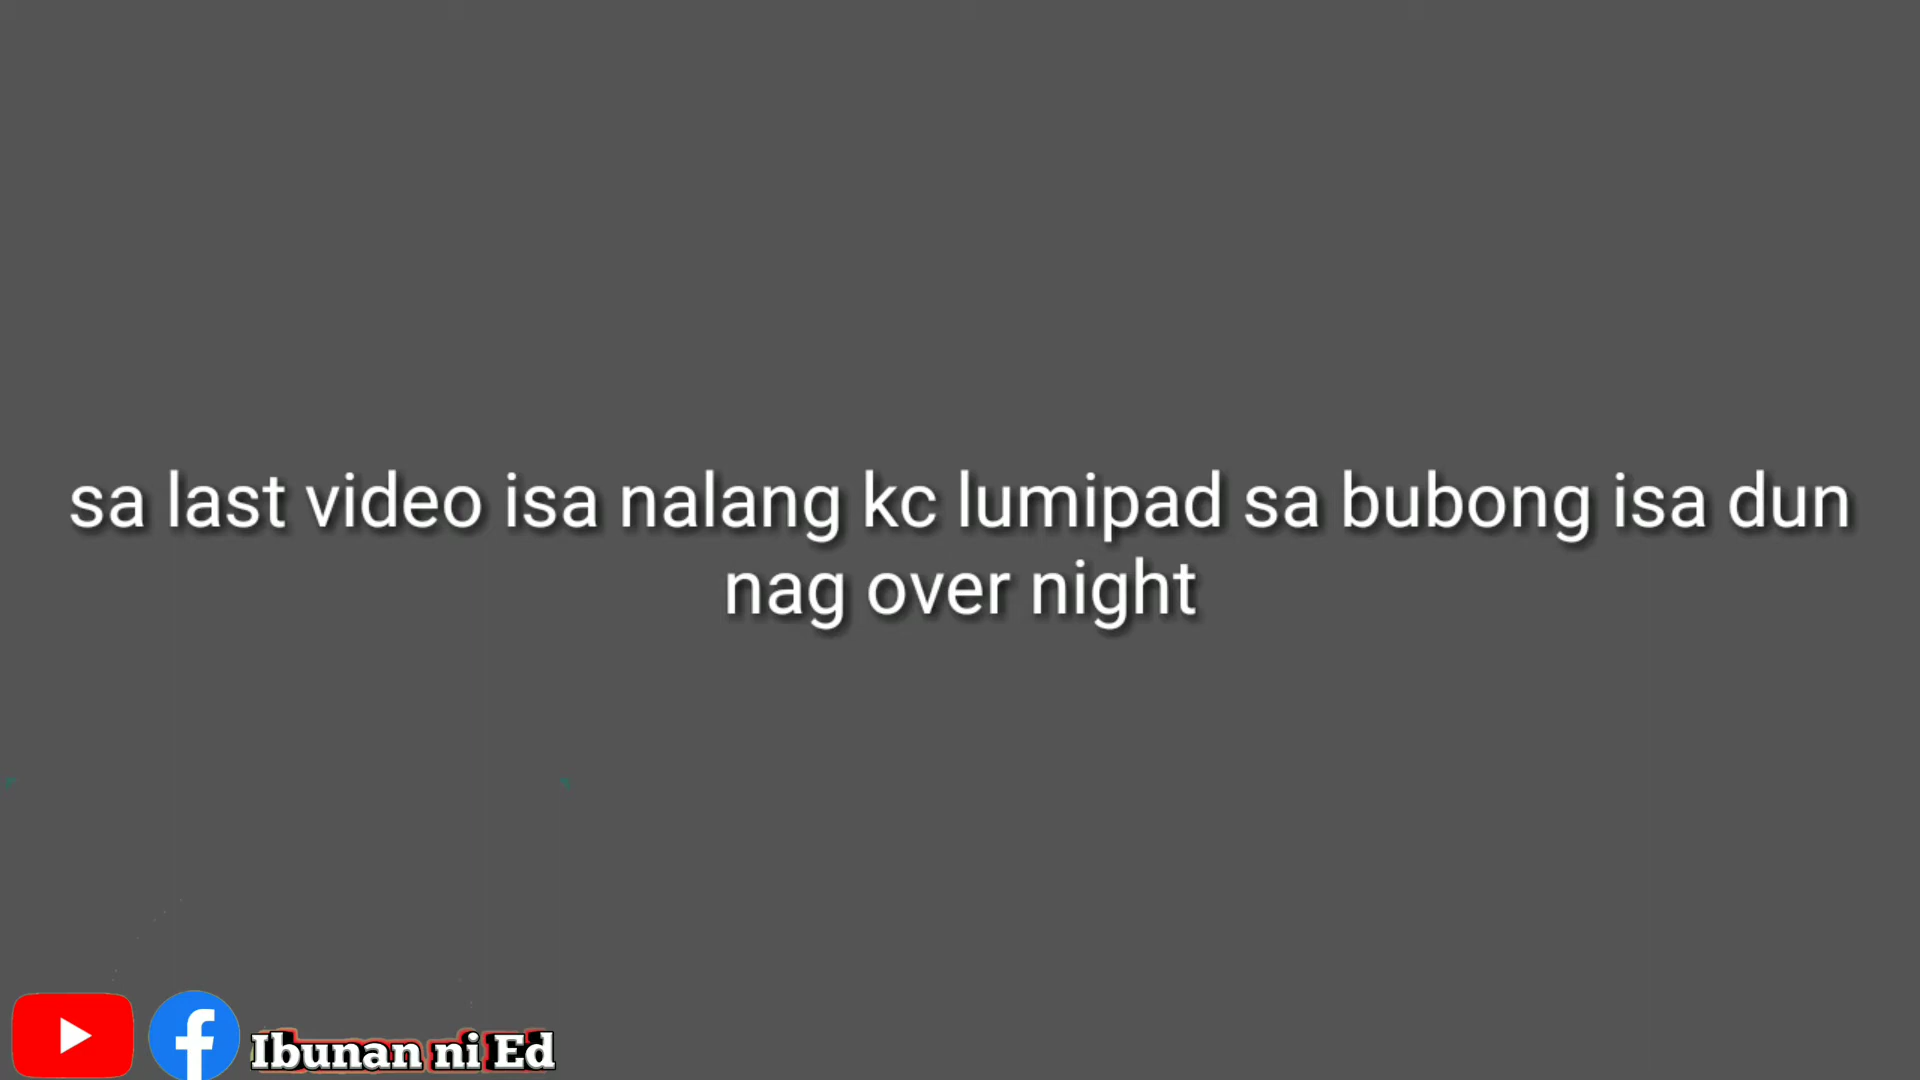 sa last video isa nalang kc lumipad sa bubong isa dun
nag over night
Ibunan ni Ed